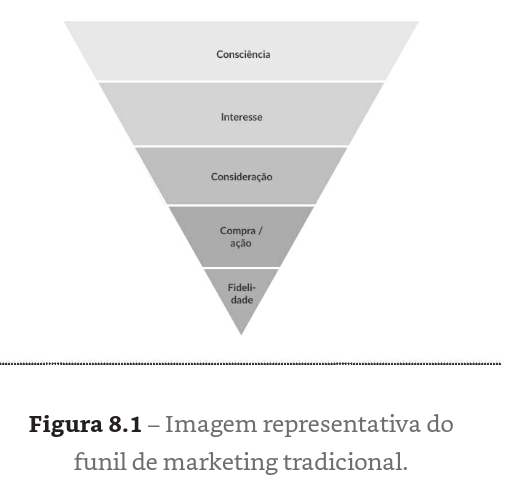 Consciência
Interesse
Consideração
Compra /
ação
Fideli-
dade
Figura 8.1 – Imagem representativa do
funil de marketing tradicional.